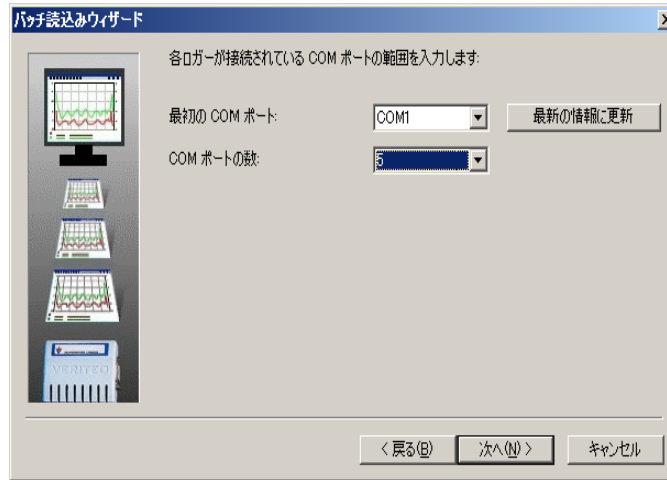 バッチ読込みウィザード
各ロガーが接続されている COM ポートの範囲を入力します:
最初の COM ポート:
COM1
最新の情報に更新
COM ポートの数:
5
VERITEQ
< 戻る(B)
次へ(N) >
キャンセル